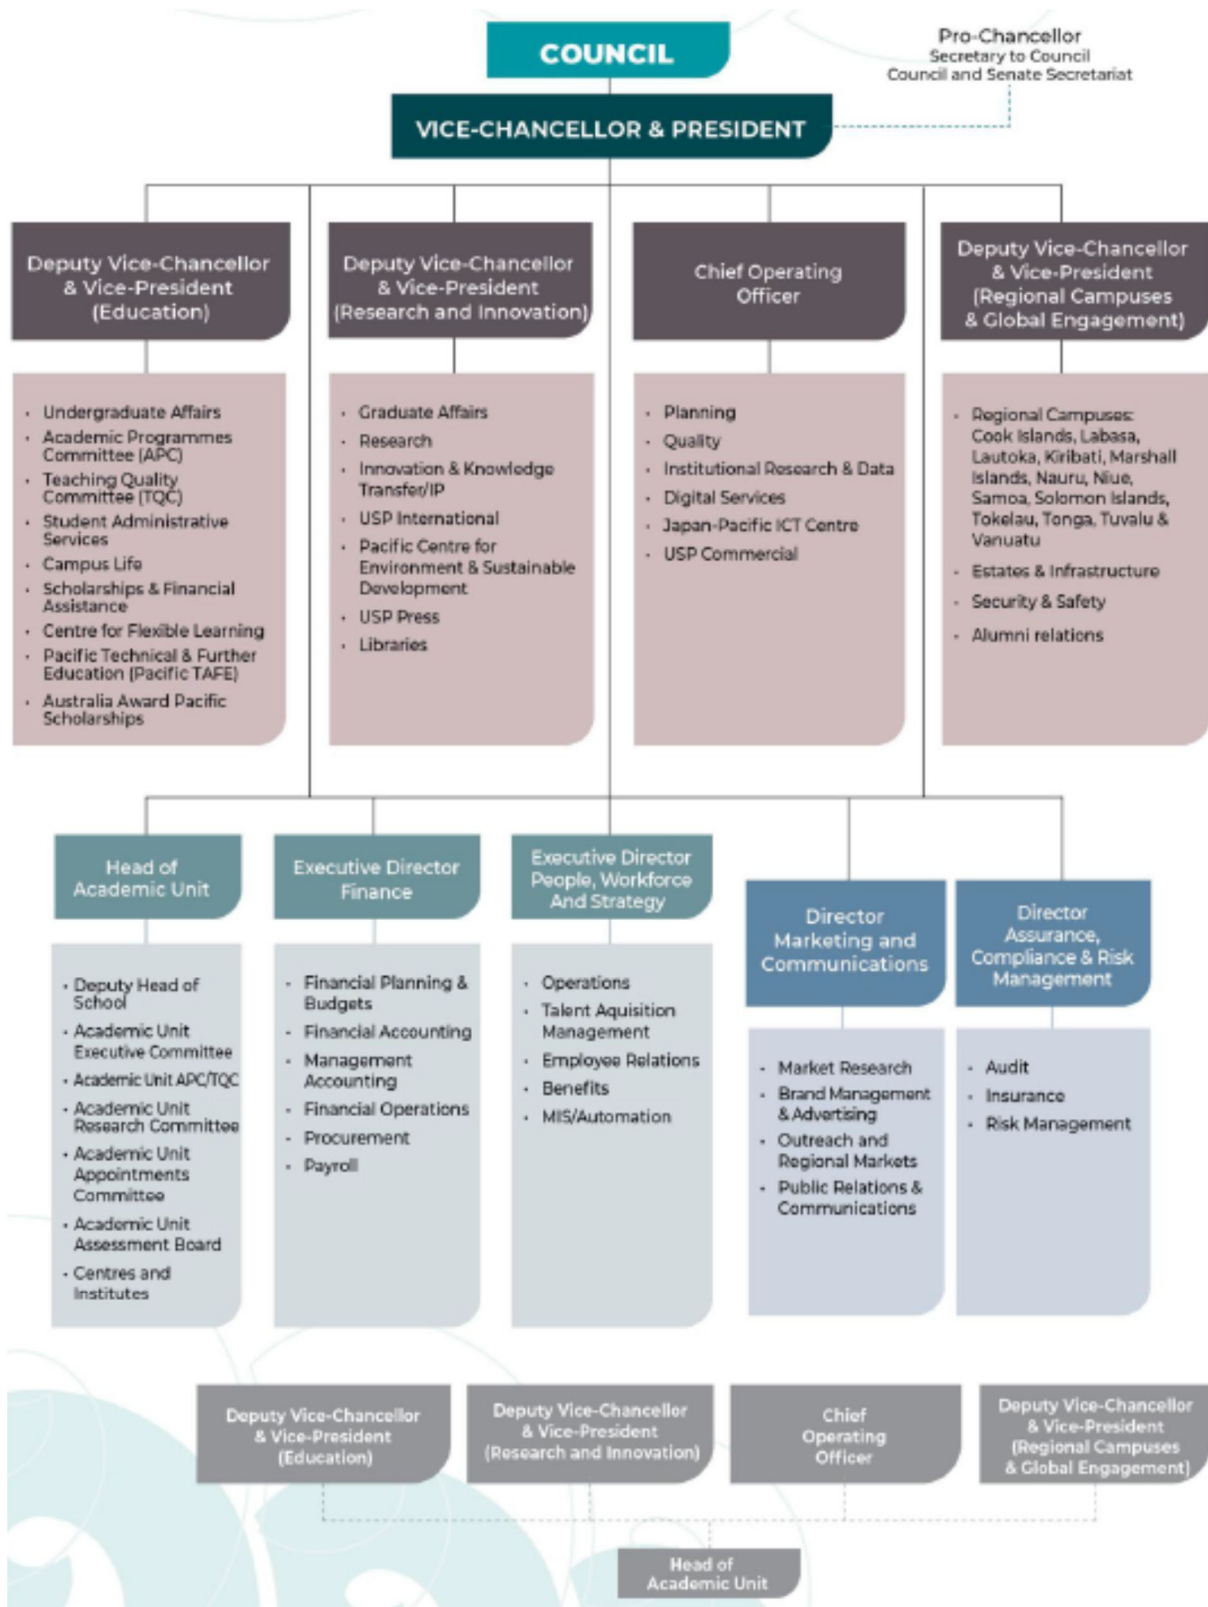 COUNCIL
Pro-Chancellor
Secretary to Council
Council and Senate Secretariat
VICE-CHANCELLOR & PRESIDENT
Deputy Vice-Chancellor
& Vice-President
(Education)
• Undergraduate Affairs
• Academic Programmes
Committee (APC)
• Teaching Quality
Committee (TQC)
• Student Administrative
Services
• Campus Life
• Scholarships & Financial
Assistance
• Centre for Flexible Learning
• Pacific Technical & Further
Education (Pacific TAFE)
• Australia Award Pacific
Scholarships
Deputy Vice-Chancellor
& Vice-President
(Research and Innovation)
• Graduate Affairs
• Research
• Innovation & Knowledge
Transfer/IP
• USP International
• Pacific Centre for
Environment & Sustainable
Development
• USP Press
• Libraries
Chief Operating
Officer
• Planning
• Quality
• Institutional Research & Data
• Digital Services
• Japan-Pacific ICT Centre
• USP Commercial
Deputy Vice-Chancellor
& Vice-President
(Regional Campuses
& Global Engagement)
• Regional Campuses:
Cook Islands, Labasa,
Lautoka, Kiribati, Marshall
Islands, Nauru, Niue,
Samoa, Solomon Islands,
Tokelau, Tonga, Tuvalu &
Vanuatu
• Estates & Infrastructure
• Security & Safety
• Alumni relations
Head of
Academic Unit
• Deputy Head of
School
• Academic Unit
Executive Committee
• Academic Unit APC/TQC
• Academic Unit
Research Committee
• Academic Unit
Appointments
Committee
• Academic Unit
Assessment Board
• Centres and
Institutes
Executive Director
Finance
• Financial Planning &
Budgets
• Financial Accounting
• Management
Accounting
• Financial Operations
• Procurement
• Payroll
Executive Director
People, Workforce
And Strategy
• Operations
• Talent Aquisition
Management
• Employee Relations
• Benefits
• MIS/Automation
Director
Marketing and
Communications
• Market Research
• Brand Management
& Advertising
• Outreach and
Regional Markets
• Public Relations &
Communications
Director
Assurance,
Compliance & Risk
Management
• Audit
• Insurance
• Risk Management
Deputy Vice-Chancellor
& Vice-President
(Education)
Deputy Vice-Chancellor
& Vice-President
(Research and Innovation)
Chief
Operating
Officer
Deputy Vice-Chancellor
& Vice-President
(Regional Campuses
& Global Engagement)
Head of
Academic Unit